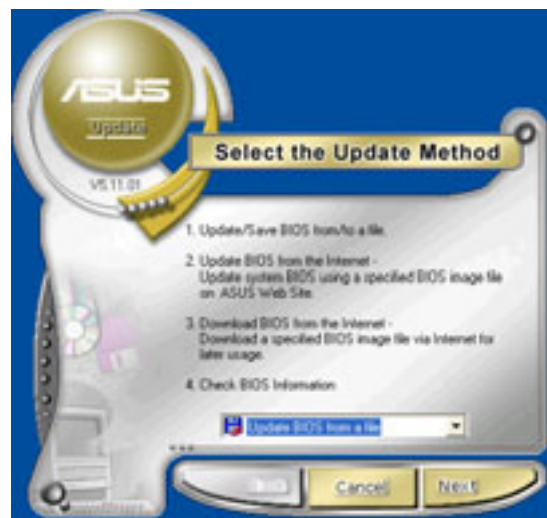 ASUS
Update
V5.11.01
Select the Update Method
1. Update/Save BIOS from/to a file.
2. Update BIOS from the Internet -
Update system BIOS using a specified BIOS image file
on ASUS Web Site.
3. Download BIOS from the Internet -
Download a specified BIOS image file via Internet for
later usage.
4. Check BIOS Information
Update BIOS from a file
Cancel
Next